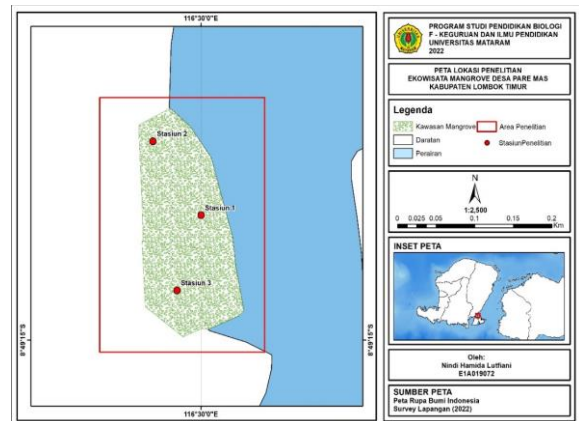 116°30'0"E
Stasiun 2
Stasiun 1
Stasiun 3
8°49'15"S
8°49'15"S
116°30'0"E
PROGRAM STUDI PENDIDIKAN BIOLOGI
F - KEGURUAN DAN ILMU PENDIDIKAN
UNIVERSITAS MATARAM
2022
PETA LOKASI PENELITIAN
EKOWISATA MANGROVE DESA PARE MAS
KABUPATEN LOMBOK TIMUR
Legenda
Kawasan Mangrove
Area Penelitian
Daratan
StasiunPenelitian
Perairan
N
1:2,500
0 0.025 0.05 0.1 0.15 0.2
Km
INSET PETA
Oleh:
Nindi Hamida Lutfiani
E1A019072
SUMBER PETA
Peta Rupa Bumi Indonesia
Survey Lapangan (2022)